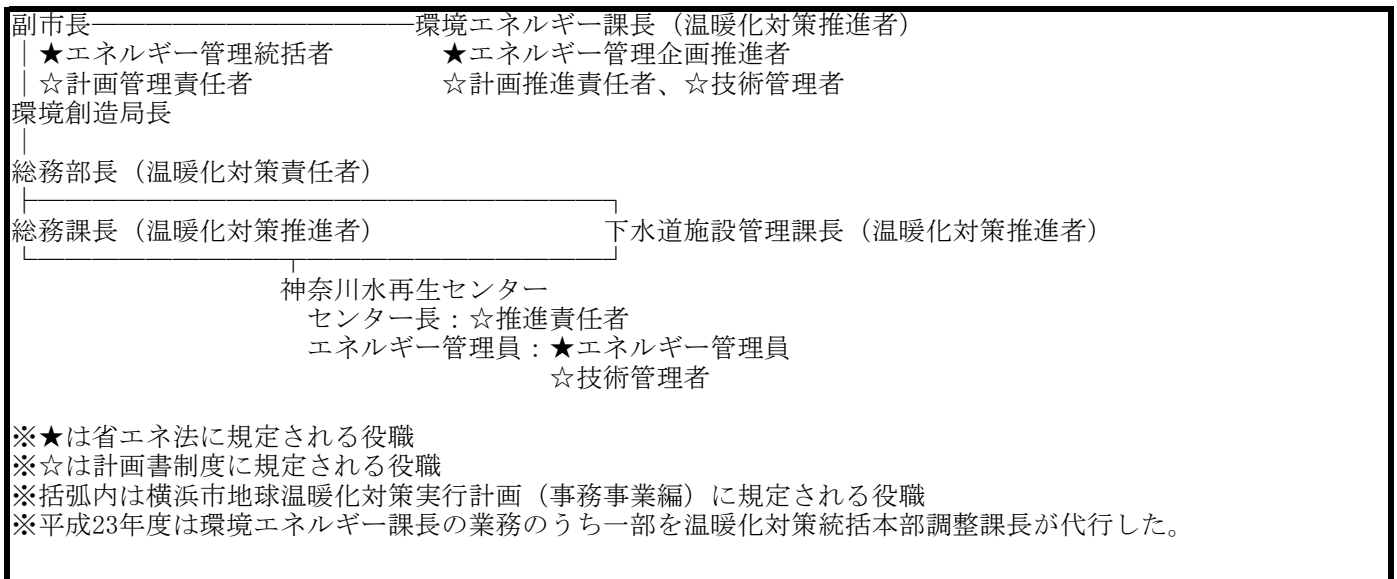 副市長――――――――――――環境エネルギー課長（温暖化対策推進者）
｜★エネルギー管理統括者　　　　★エネルギー管理企画推進者
｜☆計画管理責任者　　　　　　　☆計画推進責任者、☆技術管理者
環境創造局長
｜
総務部長（温暖化対策責任者）
├―――――――――――――――――――――┐
総務課長（温暖化対策推進者）　　　　　　　　　下水道施設管理課長（温暖化対策推進者）
└――――――――――┬―――――――――――┘
神奈川水再生センター
センター長：☆推進責任者
エネルギー管理員：★エネルギー管理員
☆技術管理者
※★は省エネ法に規定される役職
※☆は計画書制度に規定される役職
※括弧内は横浜市地球温暖化対策実行計画（事務事業編）に規定される役職
※平成23年度は環境エネルギー課長の業務のうち一部を温暖化対策統括本部調整課長が代行した。